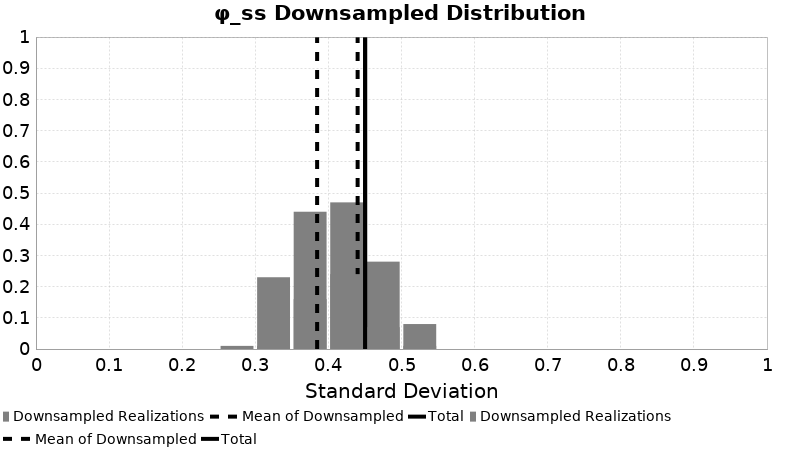 φ_ss Downsampled Distribution
1
0.9
0.8
0.7
0.6
0.5
0.4
0.3
0.2
0.1
0
0 0.1 0.2 0.3 0.4 0.5 0.6 0.7 0.8 0.9 1
Standard Deviation
Downsampled Realizations Mean of Downsampled Total Downsampled Realizations
Mean of Downsampled Total